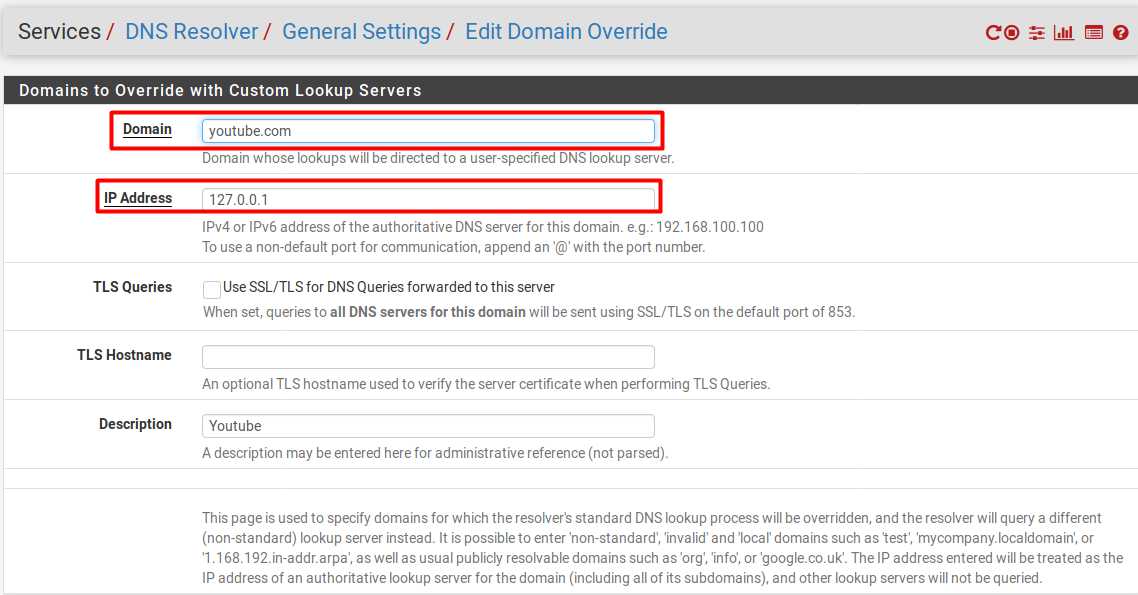 Services / DNS Resolver / General Settings / Edit Domain Override
Domains to Override with Custom Lookup Servers
Domain
youtube.com
Domain whose lookups will be directed to a user-specified DNS lookup server.
IP Address
127.0.0.1
IPv4 or IPv6 address of the authoritative DNS server for this domain. e.g.: 192.168.100.100
To use a non-default port for communication, append an '@' with the port number.
TLS Queries
Use SSL/TLS for DNS Queries forwarded to this server
When set, queries to all DNS servers for this domain will be sent using SSL/TLS on the default port of 853.
TLS Hostname
An optional TLS hostname used to verify the server certificate when performing TLS Queries.
Description
Youtube
A description may be entered here for administrative reference (not parsed).
This page is used to specify domains for which the resolver's standard DNS lookup process will be overridden, and the resolver will query a different
(non-standard) lookup server instead. It is possible to enter 'non-standard', 'invalid' and 'local' domains such as 'test', 'mycompany.localdomain', or
'1.168.192.in-addr.arpa', as well as usual publicly resolvable domains such as 'org', 'info', or 'google.co.uk'. The IP address entered will be treated as the
IP address of an authoritative lookup server for the domain (including all of its subdomains), and other lookup servers will not be queried.